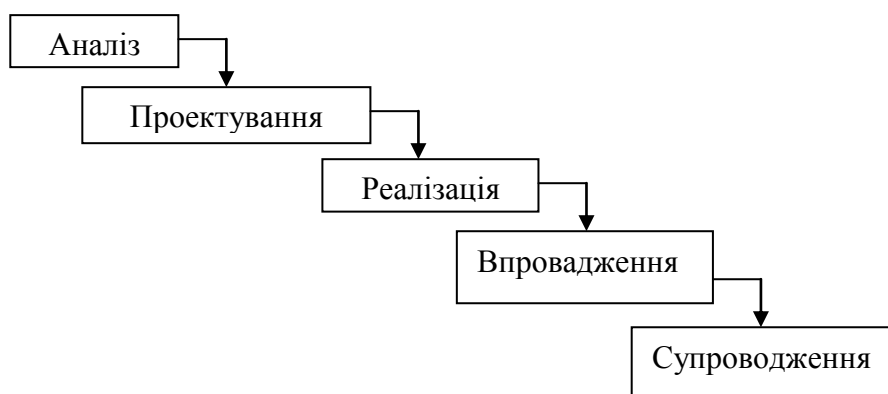 Аналіз
Проектування
Реалізація
Впровадження
Супроводження